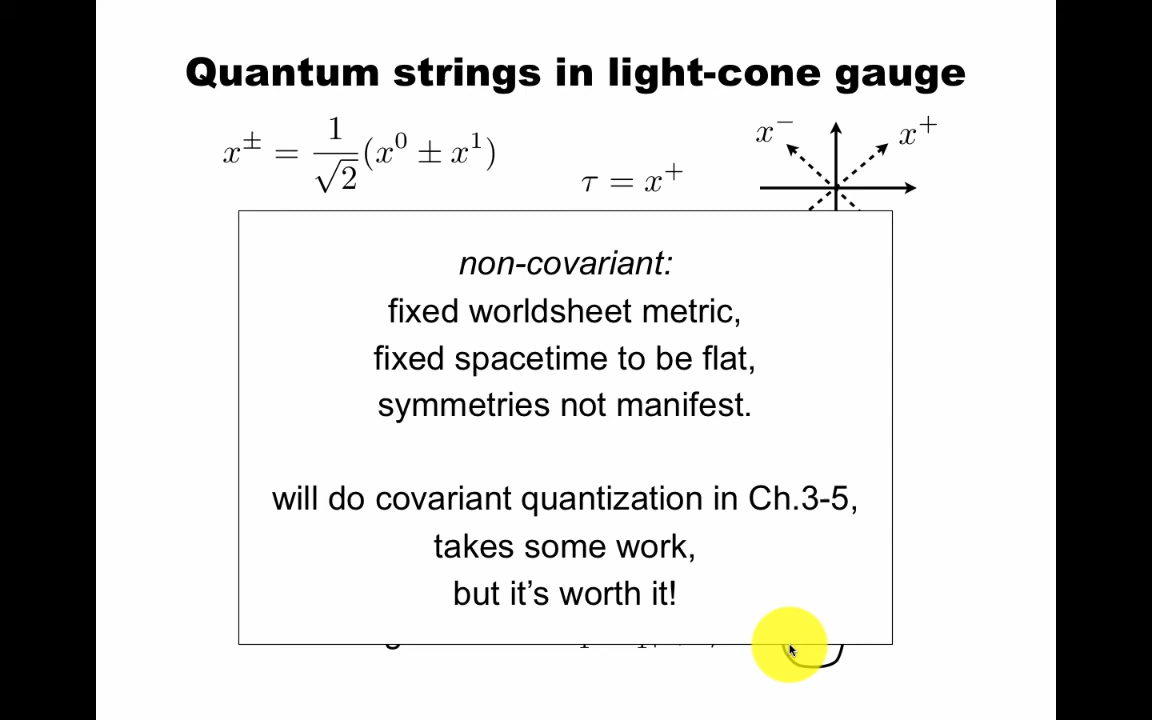 Quantum strings in light-cone gauge
x^± = 1/√2 (x^0 ± x^1)
τ = x^+
x^-
x^+
non-covariant:
fixed worldsheet metric,
fixed spacetime to be flat,
symmetries not manifest.
will do covariant quantization in Ch.3-5,
takes some work,
but it's worth it!